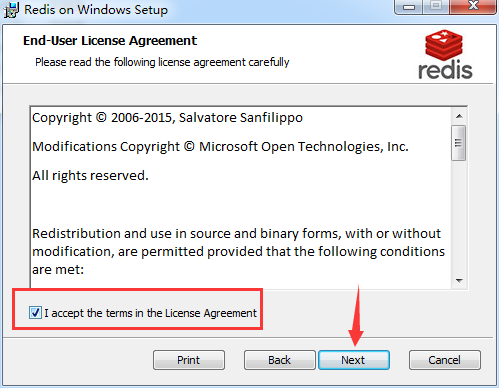 Redis on Windows Setup
End-User License Agreement
Please read the following license agreement carefully
redis
Copyright © 2006-2015, Salvatore Sanfilippo
Modifications Copyright © Microsoft Open Technologies, Inc.
All rights reserved.
Redistribution and use in source and binary forms, with or without
modification, are permitted provided that the following conditions
are met:
I accept the terms in the License Agreement
Print
Back
Next
Cancel